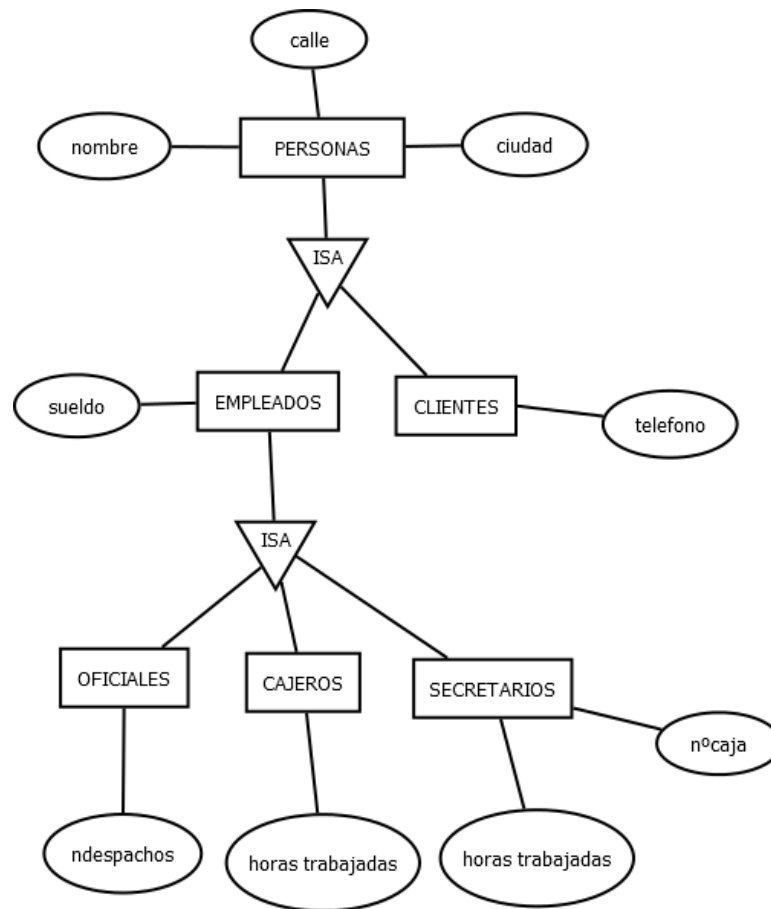 calle
nombre
PERSONAS
ciudad
ISA
sueldo
EMPLEADOS
CLIENTES
telefono
ISA
OFICIALES
CAJEROS
SECRETARIOS
nºcaja
ndespachos
horas trabajadas
horas trabajadas